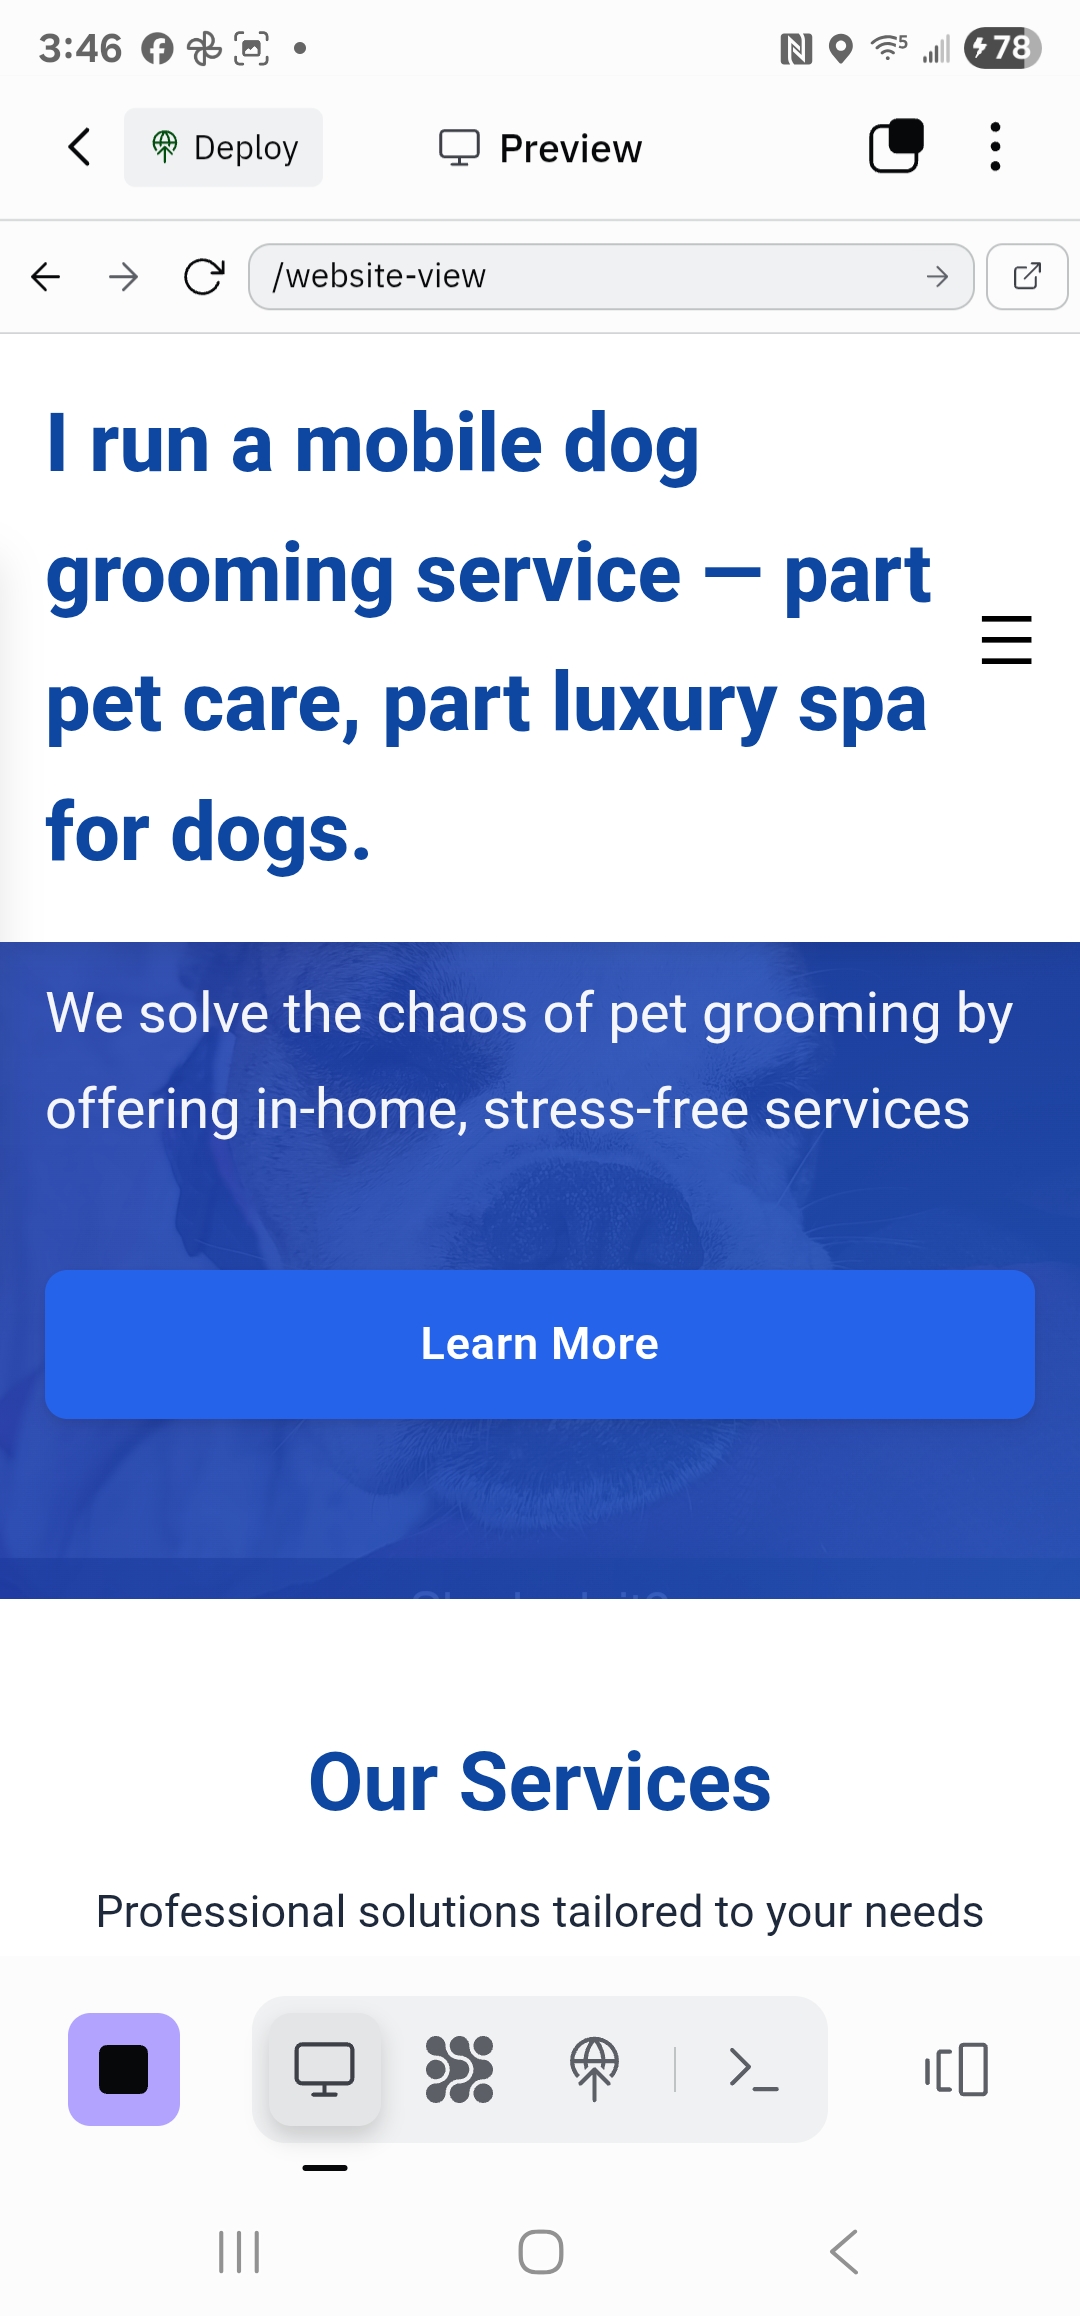 3:46
5
78
Deploy
Preview
/website-view
I run a mobile dog
grooming service — part
pet care, part luxury spa
for dogs.
We solve the chaos of pet grooming by
offering in-home, stress-free services
Learn More
Our Services
Professional solutions tailored to your needs